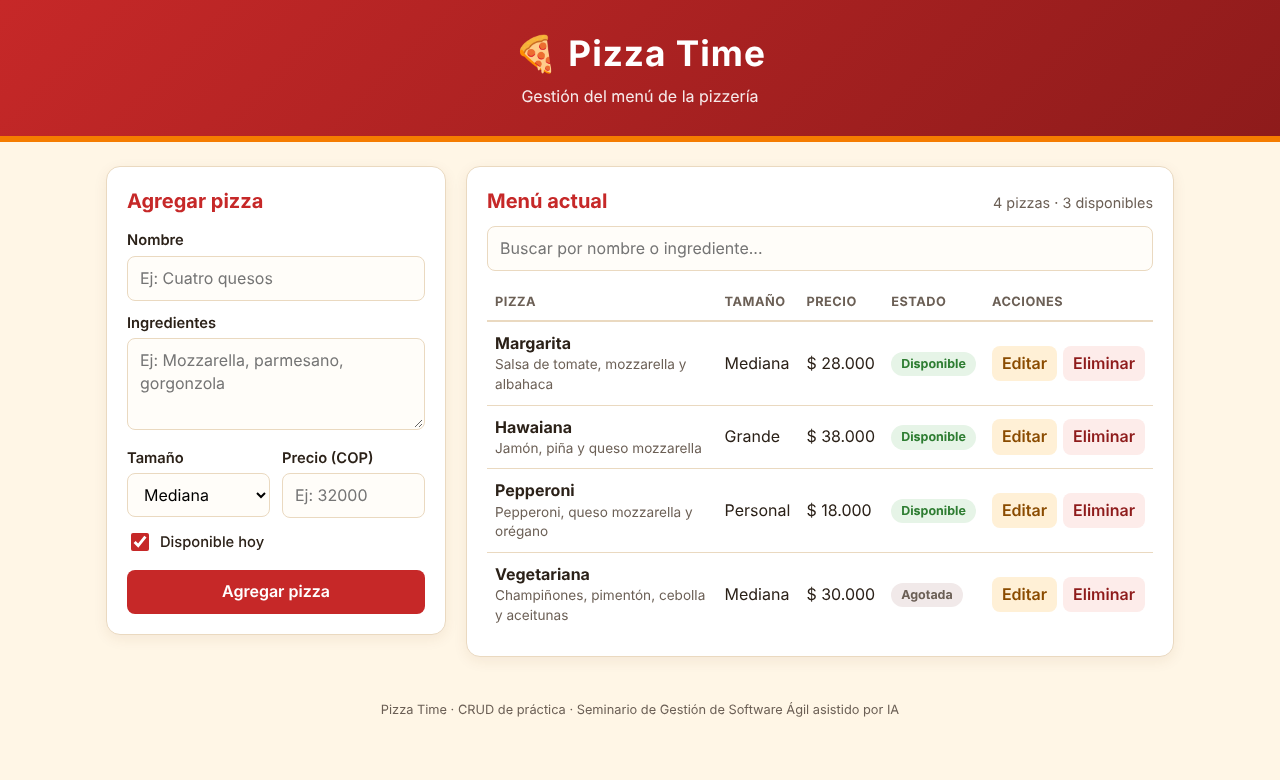 🍕 Pizza Time
Gestión del menú de la pizzería
Agregar pizza
Nombre
Ej: Cuatro quesos
Ingredientes
Ej: Mozzarella, parmesano,
gorgonzola
Tamaño Precio (COP)
Mediana Ej: 32000
Disponible hoy
Agregar pizza
Menú actual 4 pizzas · 3 disponibles
Buscar por nombre o ingrediente...
PIZZA TAMAÑO PRECIO ESTADO ACCIONES
Margarita
Salsa de tomate, mozzarella y
albahaca
Mediana $ 28.000 Disponible Editar Eliminar
Hawaiana
Jamón, piña y queso mozzarella
Grande $ 38.000 Disponible Editar Eliminar
Pepperoni
Pepperoni, queso mozzarella y
orégano
Personal $ 18.000 Disponible Editar Eliminar
Vegetariana
Champiñones, pimentón, cebolla
y aceitunas
Mediana $ 30.000 Agotada Editar Eliminar
Pizza Time · CRUD de práctica · Seminario de Gestión de Software Ágil asistido por IA